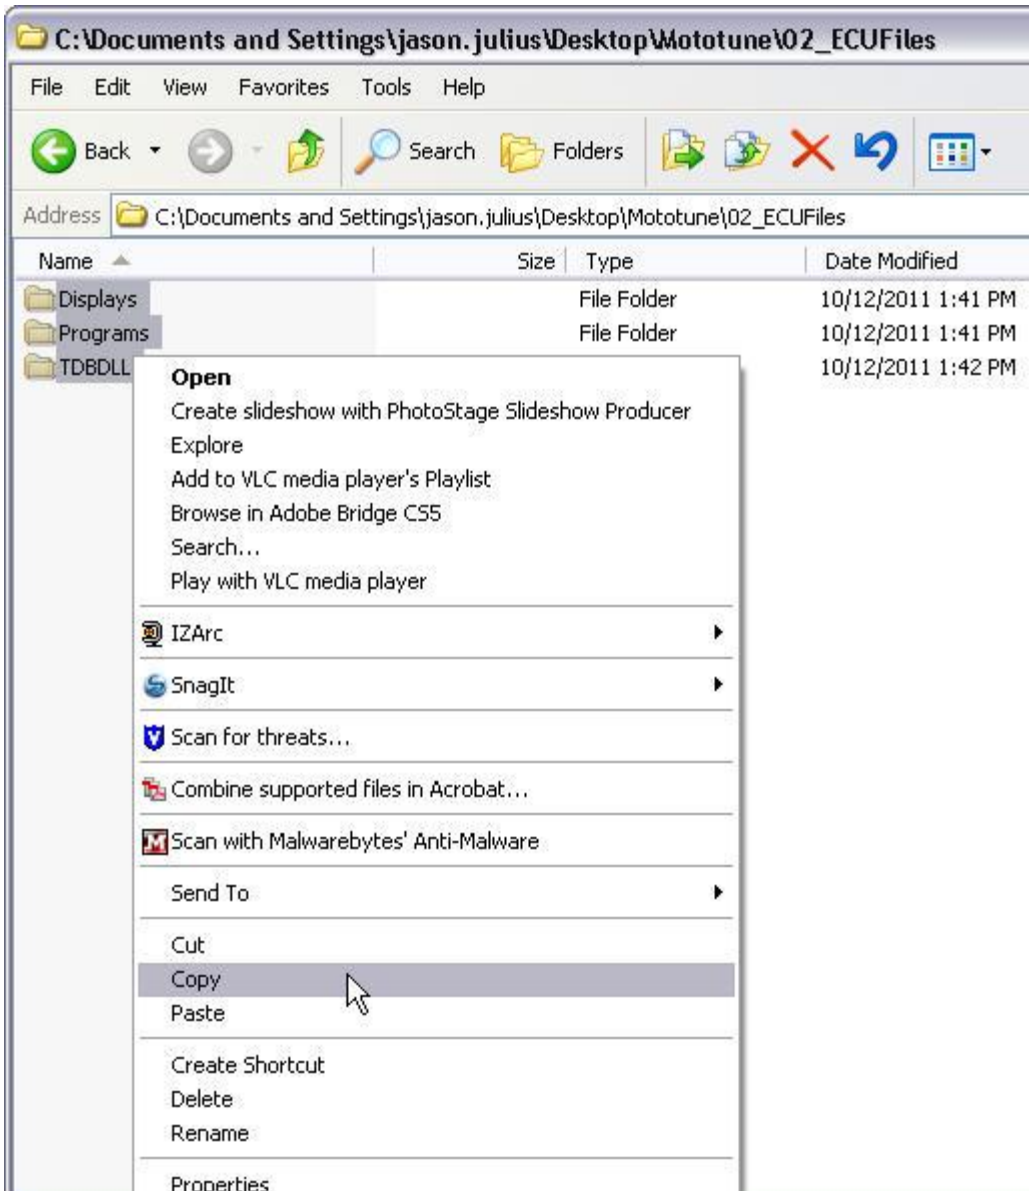 C:\Documents and Settings\jason.julius\Desktop\Mototune\02_ECUFiles
File Edit View Favorites Tools Help
Back Search Folders
Address C:\Documents and Settings\jason.julius\Desktop\Mototune\02_ECUFiles
Name Size Type Date Modified
Displays File Folder 10/12/2011 1:41 PM
Programs File Folder 10/12/2011 1:41 PM
TDBDLL File Folder 10/12/2011 1:42 PM
Open
Create slideshow with PhotoStage Slideshow Producer
Explore
Add to VLC media player's Playlist
Browse in Adobe Bridge CS5
Search...
Play with VLC media player
IZArc
SnagIt
Scan for threats...
Combine supported files in Acrobat...
Scan with Malwarebytes' Anti-Malware
Send To
Cut
Copy
Paste
Create Shortcut
Delete
Rename
Properties